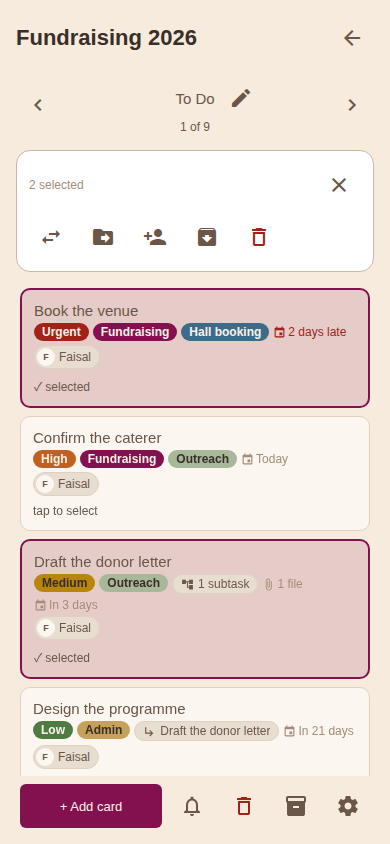 Fundraising 2026
To Do
1 of 9
2 selected
Book the venue
Urgent Fundraising Hall booking 2 days late
F Faisal
✓ selected
Confirm the caterer
High Fundraising Outreach Today
F Faisal
tap to select
Draft the donor letter
Medium Outreach 1 subtask 1 file
In 3 days
F Faisal
✓ selected
Design the programme
Low Admin Draft the donor letter In 21 days
F Faisal
+ Add card